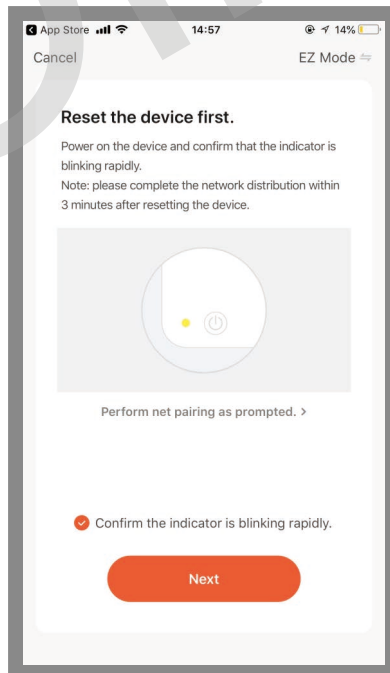 App Store 14:57 14%
Cancel EZ Mode
Reset the device first.
Power on the device and confirm that the indicator is
blinking rapidly.
Note: please complete the network distribution within
3 minutes after resetting the device.
Perform net pairing as prompted. >
Confirm the indicator is blinking rapidly.
Next